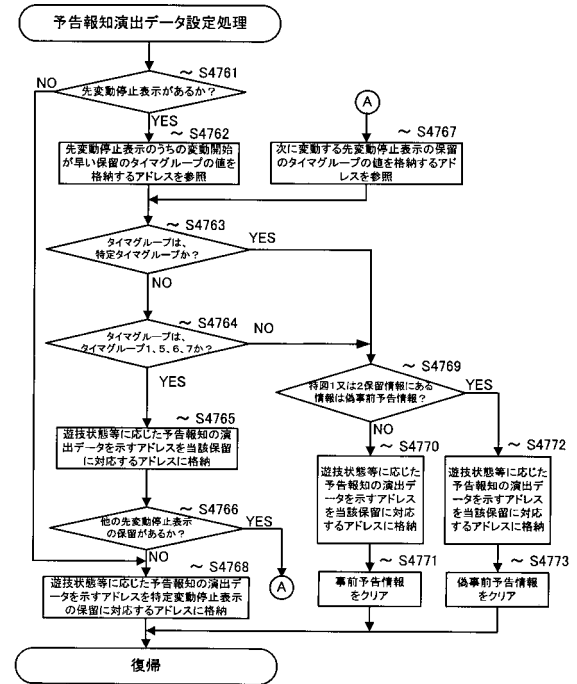 予告報知演出データ設定処理
～ S4761
NO
先変動停止表示があるか？
YES
～ S4762
先変動停止表示のうちの変動開始
が早い保留のタイマグループの値を
格納するアドレスを参照
A
～ S4767
次に変動する先変動停止表示の保留
のタイマグループの値を格納するアド
レスを参照
～ S4763
タイマグループは、
特定タイマグループか？
YES
NO
～ S4764
タイマグループは、
タイマグループ1、5、6、7か？
NO
YES
～ S4769
特図1又は2保留情報にある
情報は偽事前予告情報？
YES
NO
～ S4765
遊技状態等に応じた予告報知の演
出データを示すアドレスを当該保留
に対応するアドレスに格納
～ S4770
遊技状態等に応じた
予告報知の演出デー
タを示すアドレス
を当該保留に対応
するアドレスに格納
～ S4772
遊技状態等に応じた
予告報知の演出デー
タを示すアドレス
を当該保留に対応
するアドレスに格納
～ S4766
他の先変動停止表示
の保留があるか？
YES
NO
A
～ S4768
遊技状態等に応じた予告報知の演出デー
タを示すアドレスを特定変動停止表示
の保留に対応するアドレスに格納
～ S4771
事前予告情報
をクリア
～ S4773
偽事前予告情報
をクリア
復帰